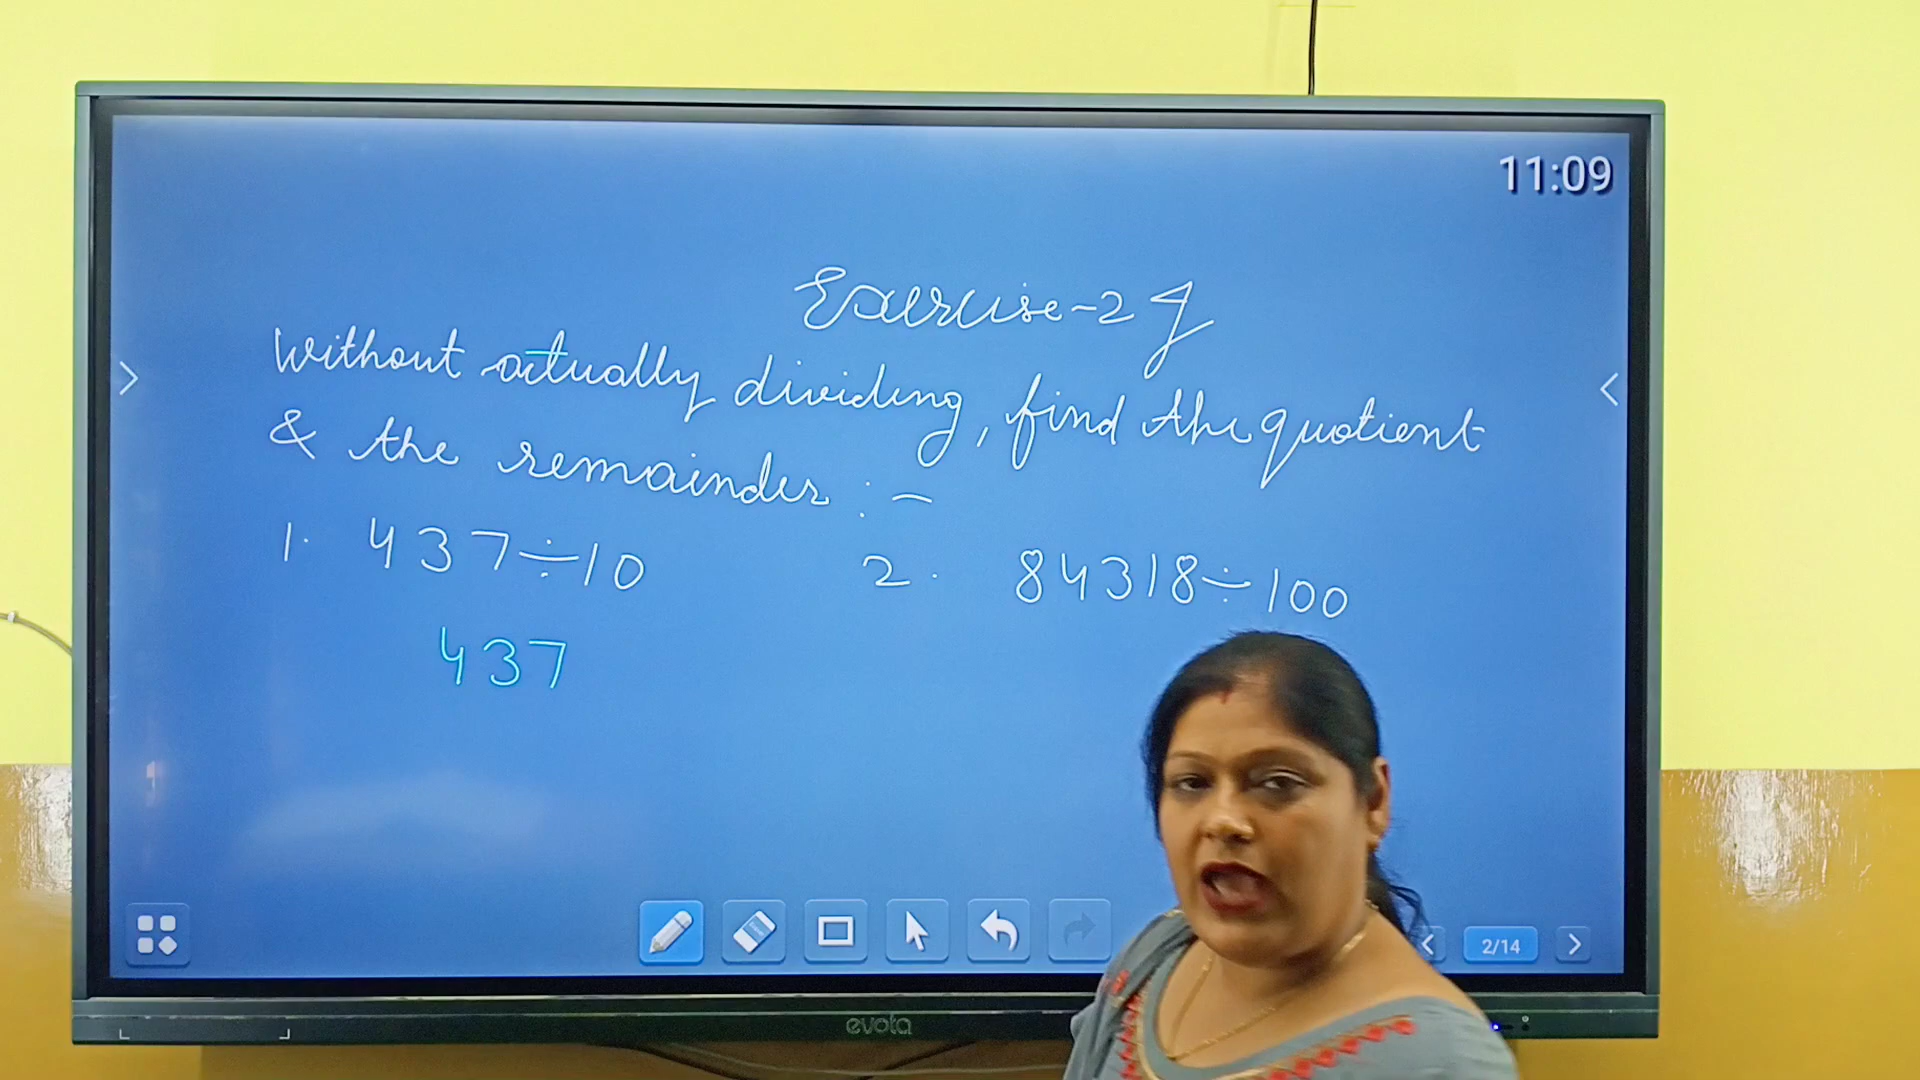 11:09
Exercise-2 J
Without actually dividing, find the quotient
& the remainder :-
1. 437÷10 2. 84318÷100
437
2/14
evota